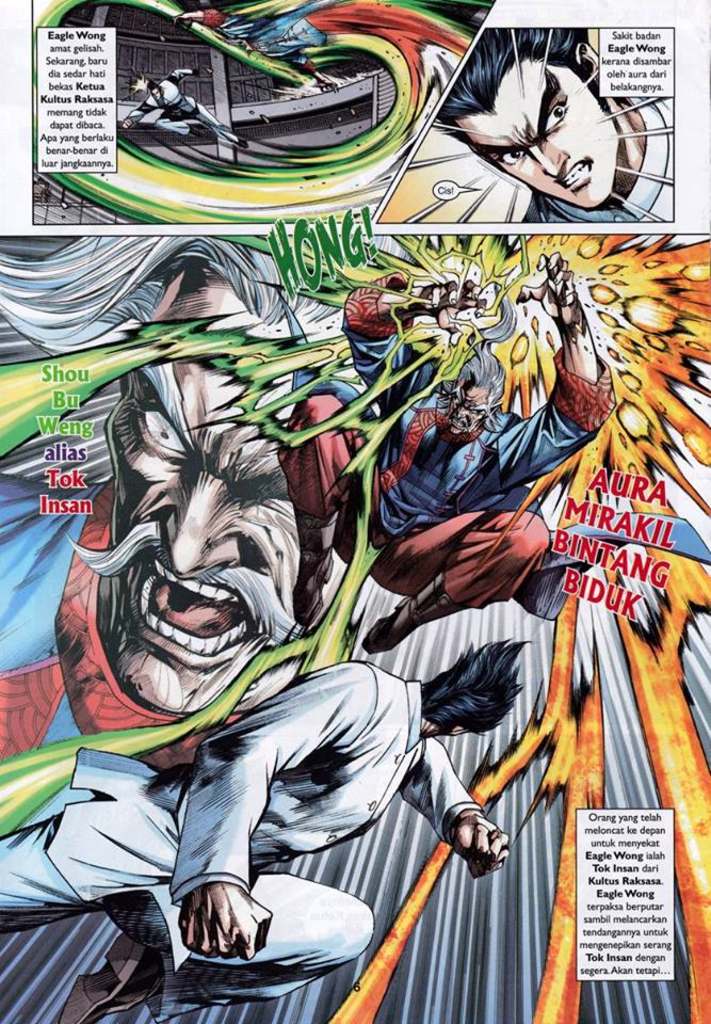 Eagle Wong
amat gelisah.
Sekarang, baru
dia sedar hati
bekas Ketua
Kultus Raksasa
memang tidak
dapat dibaca.
Apa yang keluar
benar-benar di
luar jangkaannya.
Sakit badan
Eagle Wong
kerana disambar
oleh aura dari
belakangnya.
Cis!
HONG!
Shou
Bu
Weng
alias
Tok
Insan
AURA
MIRAKIL
BINTANG
BIDUK
Orang yang telah
meloncat ke depan
untuk menyekat
Eagle Wong ialah
Tok Insan dari
Kultus Raksasa.
Eagle Wong
terpaksa berputar
sambil melancarkan
tendangannya untuk
mengenepikan serang
Tok Insan dengan
segera. Akan tetapi...
6